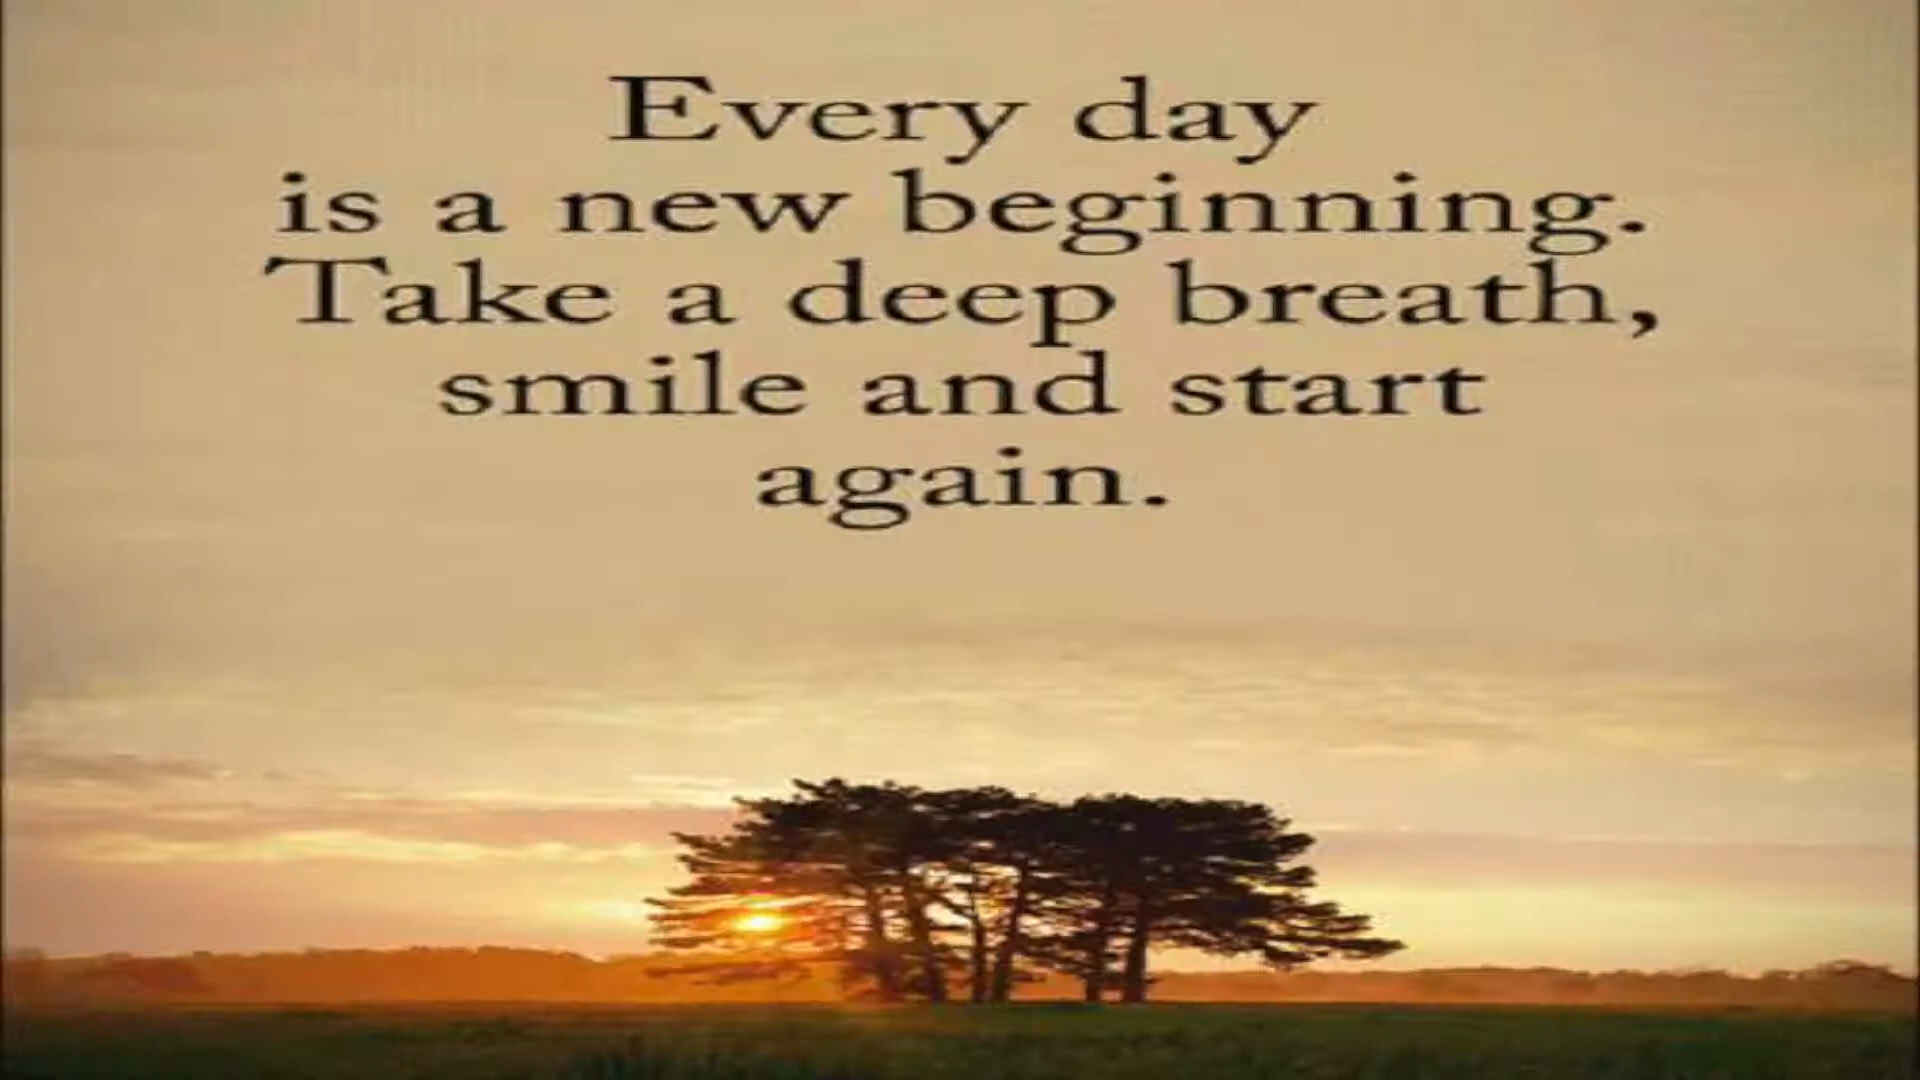 Every day
is a new beginning.
Take a deep breath,
smile and start
again.